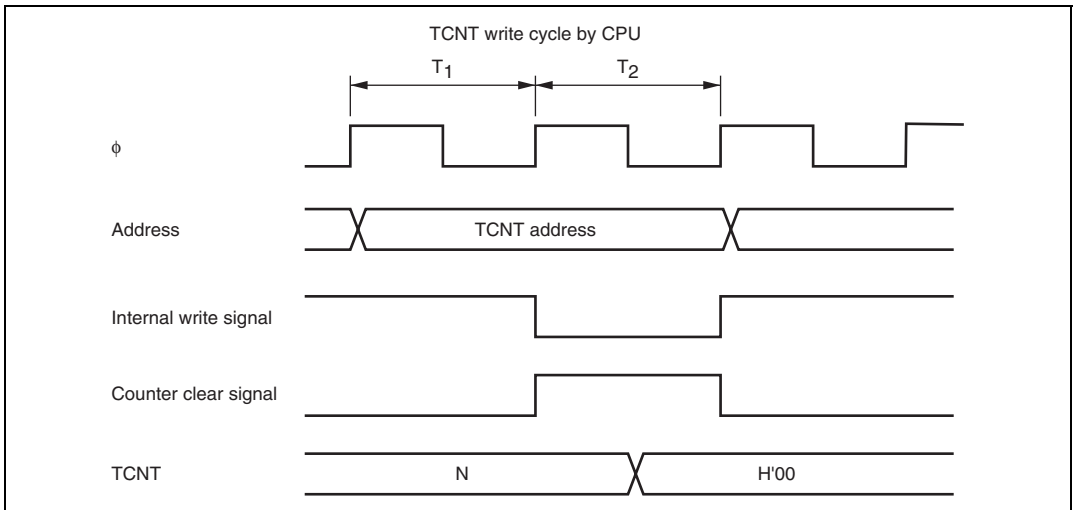 TCNT write cycle by CPU
T1 T2
φ
Address TCNT address
Internal write signal
Counter clear signal
TCNT N H'00